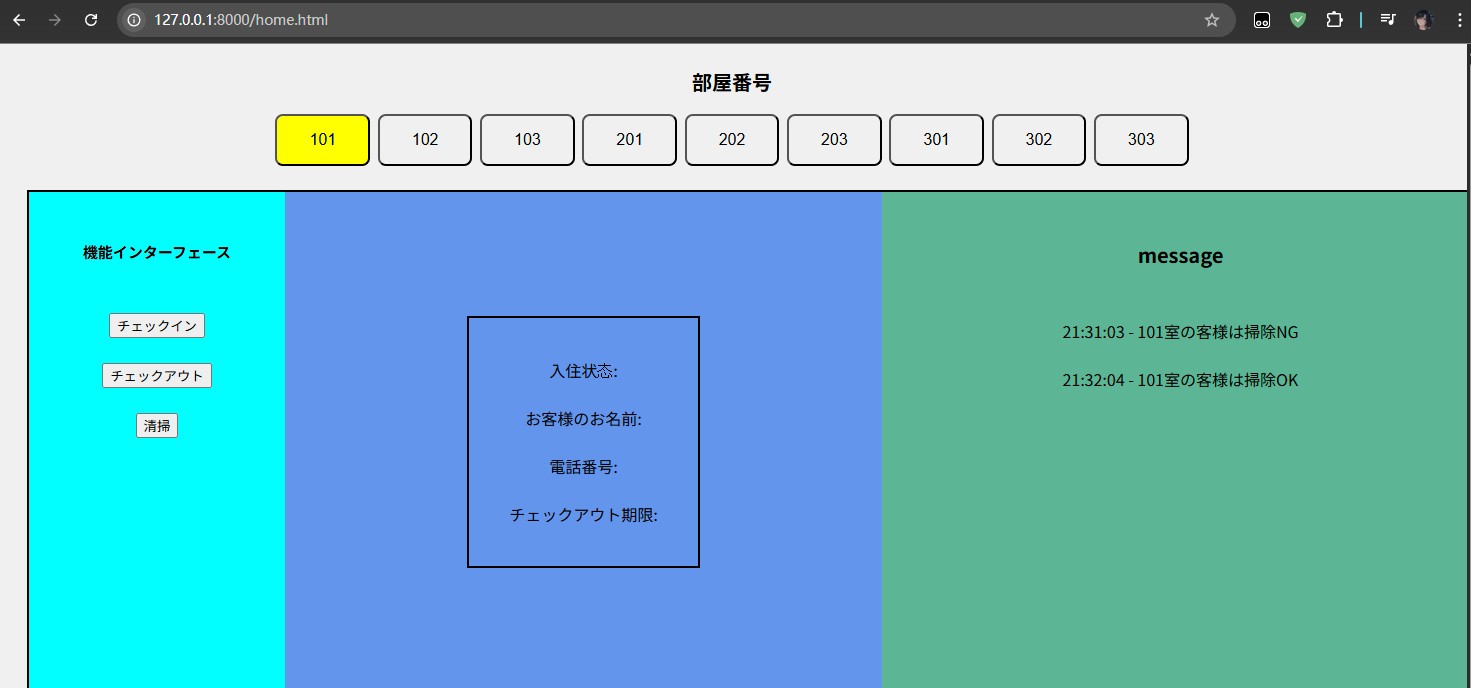 127.0.0.1:8000/home.html
部屋番号
101 102 103 201 202 203 301 302 303
機能インターフェース
チェックイン
チェックアウト
清掃
入住状态:
お客様のお名前:
電話番号:
チェックアウト期限:
message
21:31:03 - 101室の客様は掃除NG
21:32:04 - 101室の客様は掃除OK